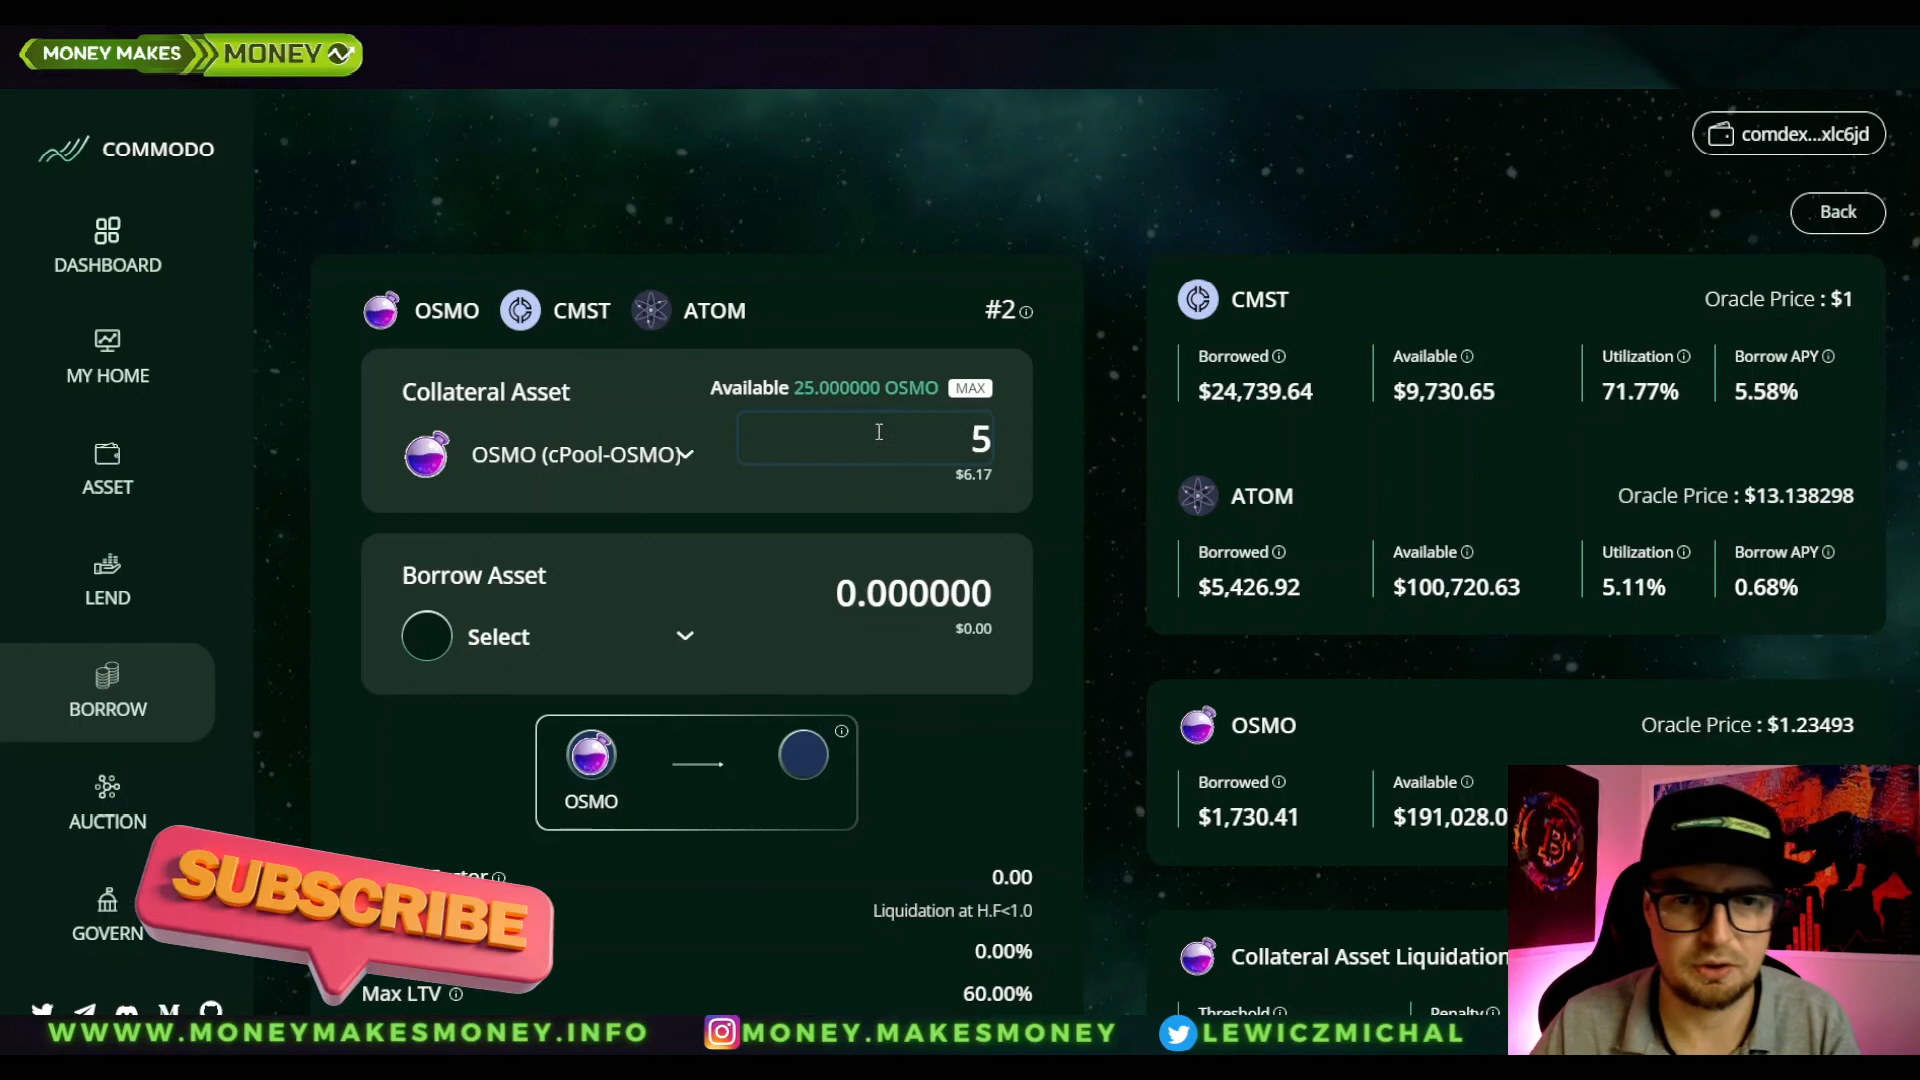 MONEY MAKES MONEY
COMMODO
comdex...xlc6jd
Back
DASHBOARD
MY HOME
ASSET
LEND
BORROW
AUCTION
GOVERN
OSMO CMST ATOM #2
Collateral Asset
Available 25.000000 OSMO MAX
OSMO (cPool-OSMO)
5
$6.17
Borrow Asset
0.000000
Select
$0.00
OSMO
0.00
Liquidation at H.F<1.0
0.00%
Max LTV 60.00%
CMST Oracle Price : $1
Borrowed Available Utilization Borrow APY
$24,739.64 $9,730.65 71.77% 5.58%
ATOM Oracle Price : $13.138298
Borrowed Available Utilization Borrow APY
$5,426.92 $100,720.63 5.11% 0.68%
OSMO Oracle Price : $1.23493
Borrowed Available
$1,730.41 $191,028.0
Collateral Asset Liquidation
Threshold Penalty
SUBSCRIBE
WWWW.MONEYMAKESMONEY.INFO
MONEY.MAKESMONEY
LEWICZMICHAL